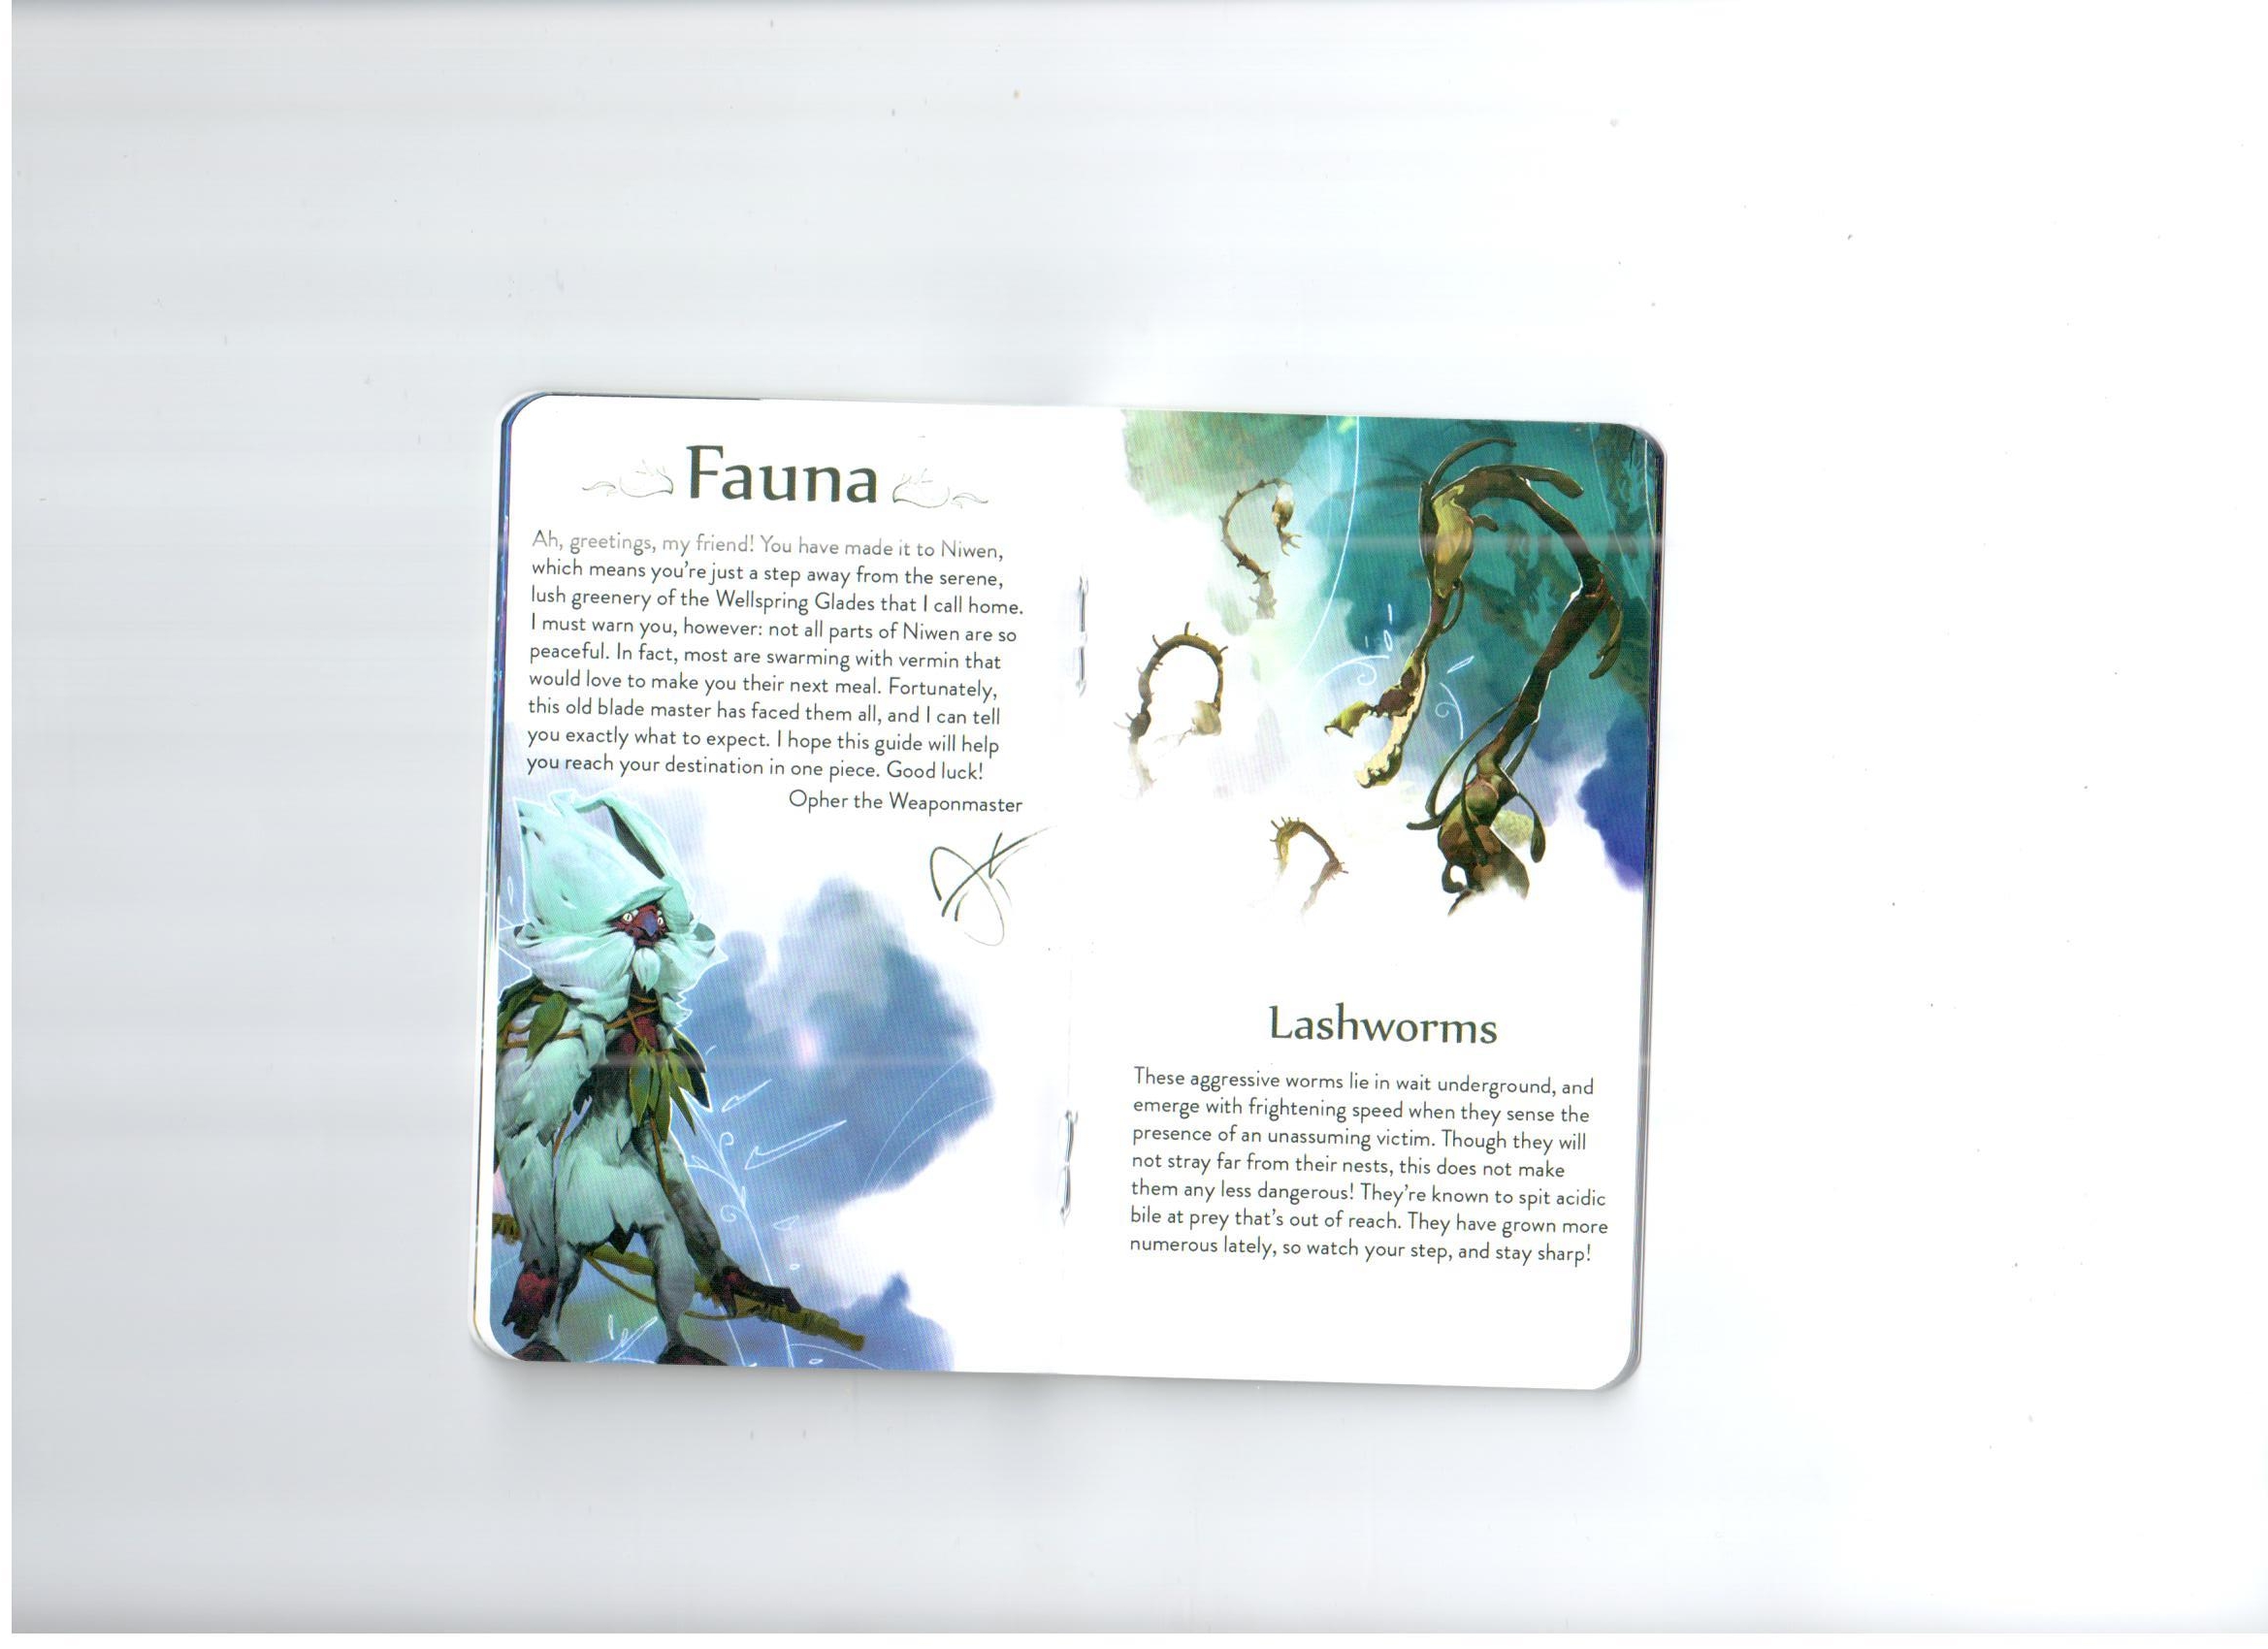 Fauna
Ah, greetings, my friend! You have made it to Niwen,
which means you're just a step away from the serene,
lush greenery of the Wellspring Glades that I call home.
I must warn you, however: not all parts of Niwen are so
peaceful. In fact, most are swarming with vermin that
would love to make you their next meal. Fortunately,
this old blade master has faced them all, and I can tell
you exactly what to expect. I hope this guide will help
you reach your destination in one piece. Good luck!
Opher the Weaponmaster
Lashworms
These aggressive worms lie in wait underground, and
emerge with frightening speed when they sense the
presence of an unassuming victim. Though they will
not stray far from their nests, this does not make
them any less dangerous! They're known to spit acidic
bile at prey that's out of reach. They have grown more
numerous lately, so watch your step, and stay sharp!